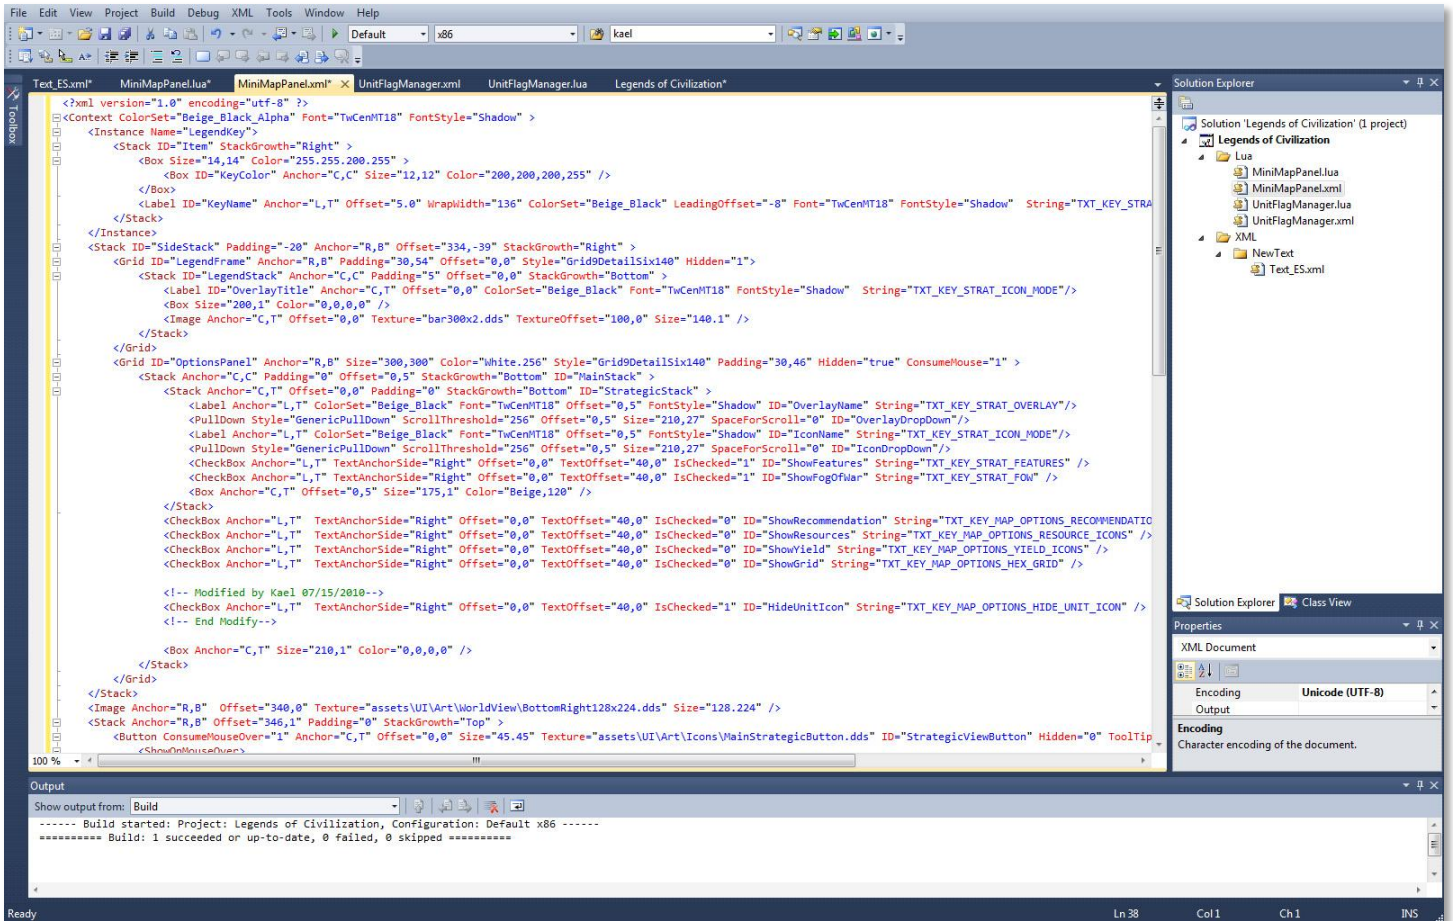 File Edit View Project Build Debug XML Tools Window Help
Default x86 kael
Toolbox
Text_ES.xml* MiniMapPanel.lua* MiniMapPanel.xml* X UnitFlagManager.xml UnitFlagManager.lua Legends of Civilization*
<?xml version="1.0" encoding="utf-8" ?>
<Context ColorSet="Beige_Black_Alpha" Font="TwCenMT18" FontStyle="Shadow" >
<Instance Name="LegendKey">
<Stack ID="Item" StackGrowth="Right" >
<Box Size="14,14" Color="255.255.200.255" >
<Box ID="KeyColor" Anchor="C,C" Size="12,12" Color="200,200,200,255" />
</Box>
<Label ID="KeyName" Anchor="L,T" Offset="5.0" WrapWidth="136" ColorSet="Beige_Black" LeadingOffset="-8" Font="TwCenMT18" FontStyle="Shadow"  String="TXT_KEY_STRA
</Stack>
</Instance>
<Stack ID="SideStack" Padding="-20" Anchor="R,B" Offset="334,-39" StackGrowth="Right" >
<Grid ID="LegendFrame" Anchor="R,B" Padding="30,54" Offset="0,0" Style="Grid9DetailSix140" Hidden="1">
<Stack ID="LegendStack" Anchor="C,C" Padding="5" Offset="0,0" StackGrowth="Bottom" >
<Label ID="OverlayTitle" Anchor="C,T" Offset="0,0" ColorSet="Beige_Black" Font="TwCenMT18" FontStyle="Shadow"  String="TXT_KEY_STRAT_ICON_MODE"/>
<Box Size="200,1" Color="0,0,0,0" />
<Image Anchor="C,T" Offset="0,0" Texture="bar300x2.dds" TextureOffset="100,0" Size="140.1" />
</Stack>
</Grid>
<Grid ID="OptionsPanel" Anchor="R,B" Size="300,300" Color="White.256" Style="Grid9DetailSix140" Padding="30,46" Hidden="true" ConsumeMouse="1" >
<Stack Anchor="C,C" Padding="0" Offset="0,5" StackGrowth="Bottom" ID="MainStack" >
<Stack Anchor="C,T" Offset="0,0" Padding="0" StackGrowth="Bottom" ID="StrategicStack" >
<Label Anchor="L,T" ColorSet="Beige_Black" Font="TwCenMT18" Offset="0,5" FontStyle="Shadow" ID="OverlayName" String="TXT_KEY_STRAT_OVERLAY"/>
<PullDown Style="GenericPullDown" ScrollThreshold="256" Offset="0,5" Size="210,27" SpaceForScroll="0" ID="OverlayDropDown"/>
<Label Anchor="L,T" ColorSet="Beige_Black" Font="TwCenMT18" Offset="0,5" FontStyle="Shadow" ID="IconName" String="TXT_KEY_STRAT_ICON_MODE"/>
<PullDown Style="GenericPullDown" ScrollThreshold="256" Offset="0,5" Size="210,27" SpaceForScroll="0" ID="IconDropDown"/>
<CheckBox Anchor="L,T" TextAnchorSide="Right" Offset="0,0" TextOffset="40,0" IsChecked="1" ID="ShowFeatures" String="TXT_KEY_STRAT_FEATURES" />
<CheckBox Anchor="L,T" TextAnchorSide="Right" Offset="0,0" TextOffset="40,0" IsChecked="1" ID="ShowFogOfWar" String="TXT_KEY_STRAT_FOW" />
<Box Anchor="C,T" Offset="0,5" Size="175,1" Color="Beige,120" />
</Stack>
<CheckBox Anchor="L,T"  TextAnchorSide="Right" Offset="0,0" TextOffset="40,0" IsChecked="0" ID="ShowRecommendation" String="TXT_KEY_MAP_OPTIONS_RECOMMENDATIO
<CheckBox Anchor="L,T"  TextAnchorSide="Right" Offset="0,0" TextOffset="40,0" IsChecked="0" ID="ShowResources" String="TXT_KEY_MAP_OPTIONS_RESOURCE_ICONS" />
<CheckBox Anchor="L,T"  TextAnchorSide="Right" Offset="0,0" TextOffset="40,0" IsChecked="0" ID="ShowYield" String="TXT_KEY_MAP_OPTIONS_YIELD_ICONS" />
<CheckBox Anchor="L,T"  TextAnchorSide="Right" Offset="0,0" TextOffset="40,0" IsChecked="0" ID="ShowGrid" String="TXT_KEY_MAP_OPTIONS_HEX_GRID" />
<!-- Modified by Kael 07/15/2010-->
<CheckBox Anchor="L,T"  TextAnchorSide="Right" Offset="0,0" TextOffset="40,0" IsChecked="1" ID="HideUnitIcon" String="TXT_KEY_MAP_OPTIONS_HIDE_UNIT_ICON" />
<!-- End Modify-->
<Box Anchor="C,T" Size="210,1" Color="0,0,0,0" />
</Stack>
</Grid>
</Stack>
<Image Anchor="R,B"  Offset="340,0" Texture="assets\UI\Art\WorldView\BottomRight128x224.dds" Size="128.224" />
<Stack Anchor="R,B" Offset="346,1" Padding="0" StackGrowth="Top" >
<Button ConsumeMouseOver="1" Anchor="C,T" Offset="0,0" Size="45.45" Texture="assets\UI\Art\Icons\MainStrategicButton.dds" ID="StrategicViewButton" Hidden="0" ToolTip
<ShowOnMouseOver>
100 %
Solution Explorer
Solution 'Legends of Civilization' (1 project)
Legends of Civilization
Lua
MiniMapPanel.lua
MiniMapPanel.xml
UnitFlagManager.lua
UnitFlagManager.xml
XML
NewText
Text_ES.xml
Solution Explorer Class View
Properties
XML Document
Encoding Unicode (UTF-8)
Output
Encoding
Character encoding of the document.
Output
Show output from: Build
------ Build started: Project: Legends of Civilization, Configuration: Default x86 ------
========== Build: 1 succeeded or up-to-date, 0 failed, 0 skipped ==========
Ready Ln 38 Col 1 Ch 1 INS